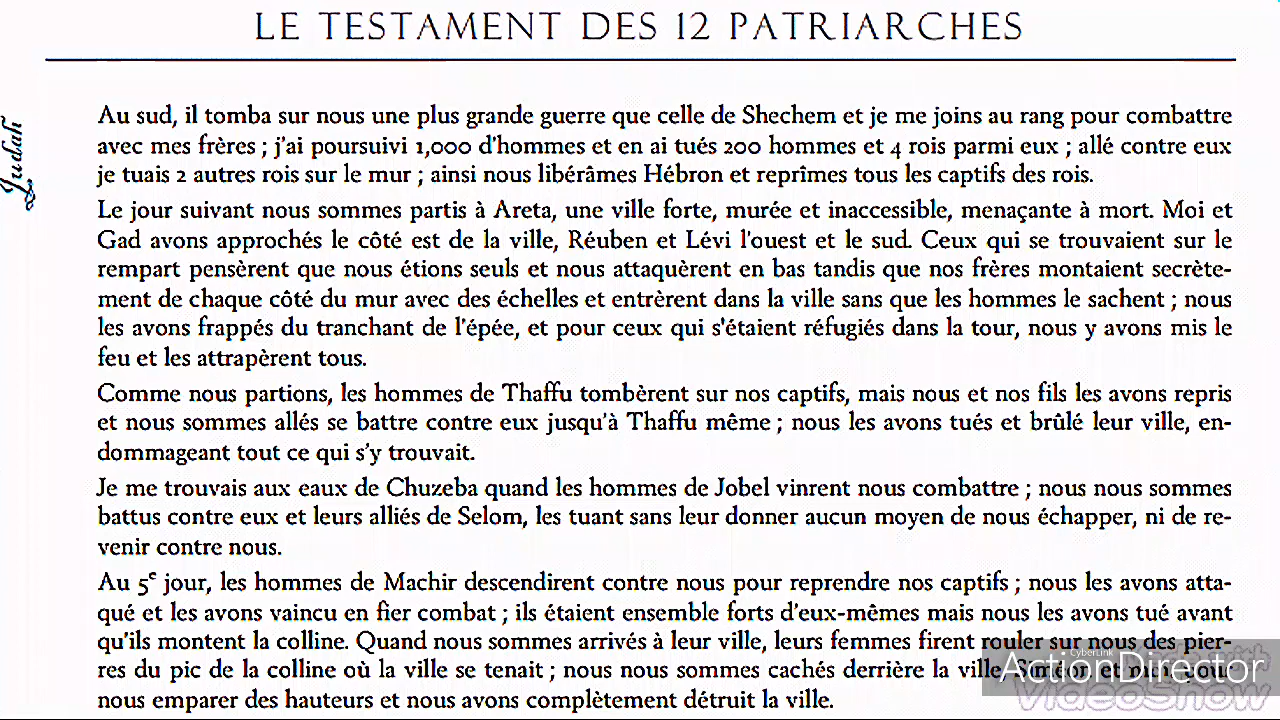 LE TESTAMENT DES 12 PATRIARCHES
Judah
Au sud, il tomba sur nous une plus grande guerre que celle de Shechem et je me joins au rang pour combattre
avec mes frères ; j'ai poursuivi 1,000 d'hommes et en ai tués 200 hommes et 4 rois parmi eux ; allé contre eux
je tuais 2 autres rois sur le mur ; ainsi nous libérâmes Hébron et reprîmes tous les captifs des rois.
Le jour suivant nous sommes partis à Areta, une ville forte, murée et inaccessible, menaçante à mort. Moi et
Gad avons approchés le côté est de la ville, Réuben et Lévi l'ouest et le sud. Ceux qui se trouvaient sur le
rempart pensèrent que nous étions seuls et nous attaquèrent en bas tandis que nos frères montaient secrète-
ment de chaque côté du mur avec des échelles et entrèrent dans la ville sans que les hommes le sachent ; nous
les avons frappés du tranchant de l'épée, et pour ceux qui s'étaient réfugiés dans la tour, nous y avons mis le
feu et les attrapèrent tous.
Comme nous partions, les hommes de Thaffu tombèrent sur nos captifs, mais nous et nos fils les avons repris
et nous sommes allés se battre contre eux jusqu'à Thaffu même ; nous les avons tués et brûlé leur ville, en-
dommageant tout ce qui s'y trouvait.
Je me trouvais aux eaux de Chuzeba quand les hommes de Jobel vinrent nous combattre ; nous nous sommes
battus contre eux et leurs alliés de Selom, les tuant sans leur donner aucun moyen de nous échapper, ni de re-
venir contre nous.
Au 5e jour, les hommes de Machir descendirent contre nous pour reprendre nos captifs ; nous les avons atta-
qué et les avons vaincu en fier combat ; ils étaient ensemble forts d'eux-mêmes mais nous les avons tué avant
qu'ils montent la colline. Quand nous sommes arrivés à leur ville, leurs femmes firent rouler sur nous des pier-
res du pic de la colline où la ville se tenait ; nous nous sommes cachés derrière la ville Siméon et moi pour
nous emparer des hauteurs et nous avons complètement détruit la ville.
CyberLink
ActionDirector
VideoShow